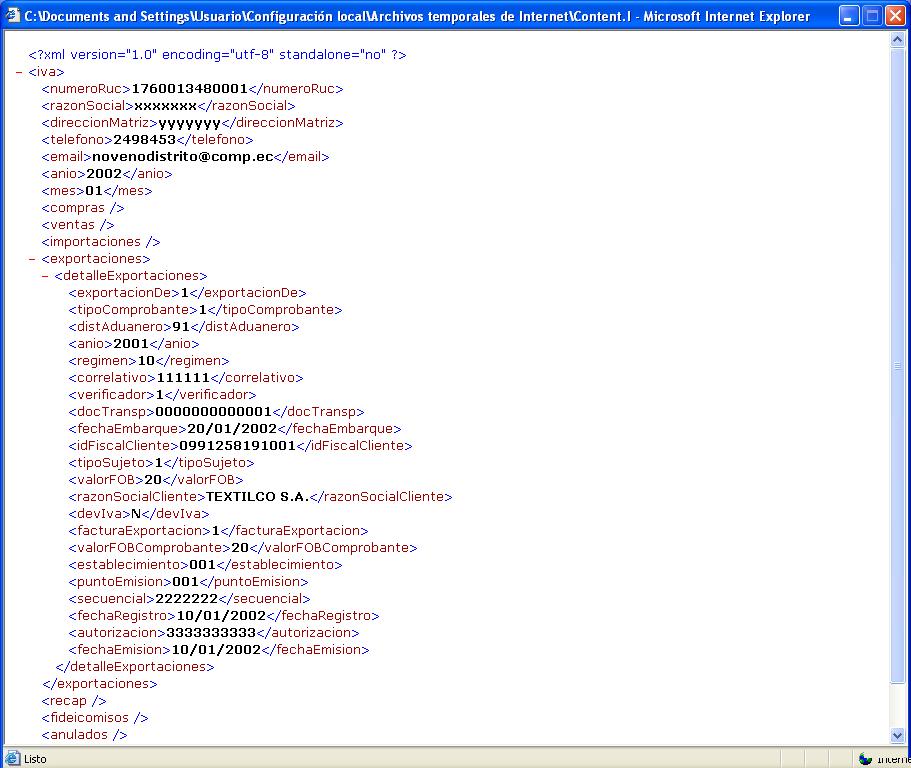 C:\Documents and Settings\Usuario\Configuración local\Archivos temporales de Internet\Content.I - Microsoft Internet Explorer
<?xml version="1.0" encoding="utf-8" standalone="no" ?>
- <iva>
<numeroRuc>1760013480001</numeroRuc>
<razonSocial>xxxxxxx</razonSocial>
<direccionMatriz>yyyyyyy</direccionMatriz>
<telefono>2498453</telefono>
<email>novenodistrito@comp.ec</email>
<anio>2002</anio>
<mes>01</mes>
<compras />
<ventas />
<importaciones />
- <exportaciones>
- <detalleExportaciones>
<exportacionDe>1</exportacionDe>
<tipoComprobante>1</tipoComprobante>
<distAduanero>91</distAduanero>
<anio>2001</anio>
<regimen>10</regimen>
<correlativo>111111</correlativo>
<verificador>1</verificador>
<docTransp>0000000000001</docTransp>
<fechaEmbarque>20/01/2002</fechaEmbarque>
<idFiscalCliente>0991258191001</idFiscalCliente>
<tipoSujeto>1</tipoSujeto>
<valorFOB>20</valorFOB>
<razonSocialCliente>TEXTILCO S.A.</razonSocialCliente>
<devIva>N</devIva>
<facturaExportacion>1</facturaExportacion>
<valorFOBComprobante>20</valorFOBComprobante>
<establecimiento>001</establecimiento>
<puntoEmision>001</puntoEmision>
<secuencial>2222222</secuencial>
<fechaRegistro>10/01/2002</fechaRegistro>
<autorizacion>3333333333</autorizacion>
<fechaEmision>10/01/2002</fechaEmision>
</detalleExportaciones>
</exportaciones>
<recap />
<fideicomisos />
<anulados />
Listo